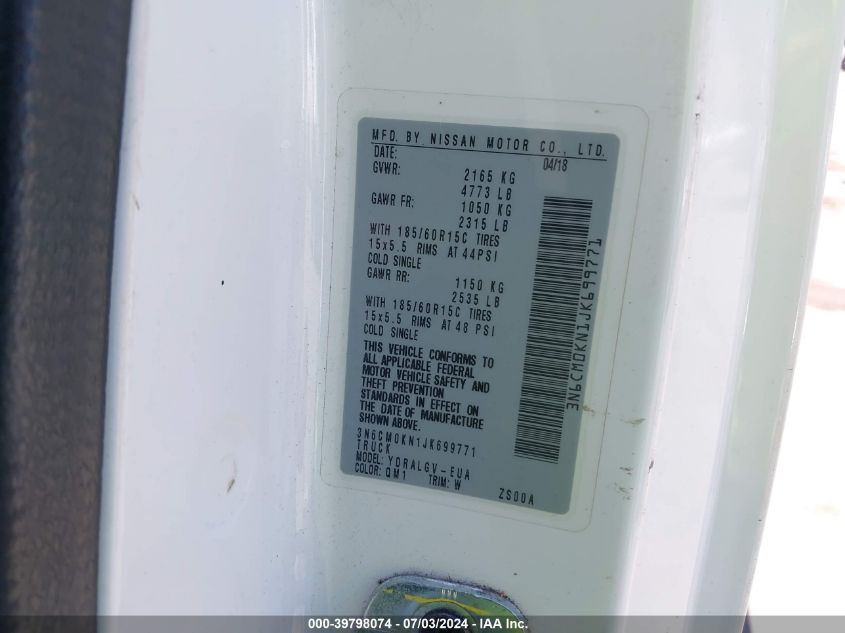 MFD. BY NISSAN MOTOR CO., LTD.
DATE: 04/18
GVWR: 2165 KG
4773 LB
GAWR FR: 1050 KG
2315 LB
WITH 185/60R15C TIRES
15x5.5 RIMS AT 44PSI
COLD SINGLE
GAWR RR: 1150 KG
2535 LB
WITH 185/60R15C TIRES
15x5.5 RIMS AT 48 PSI
COLD SINGLE
THIS VEHICLE CONFORMS TO
ALL APPLICABLE FEDERAL
MOTOR VEHICLE SAFETY AND
THEFT PREVENTION
STANDARDS IN EFFECT ON
THE DATE OF MANUFACTURE
SHOWN ABOVE.
3N6CM0KN1JK699771
TRUCK
MODEL: YDRALGV-EUA
COLOR: QM1 TRIM: W
ZS00A
3N6CM0KN1JK699771
000-39798074 / 07/03/2024 - IAA Inc.